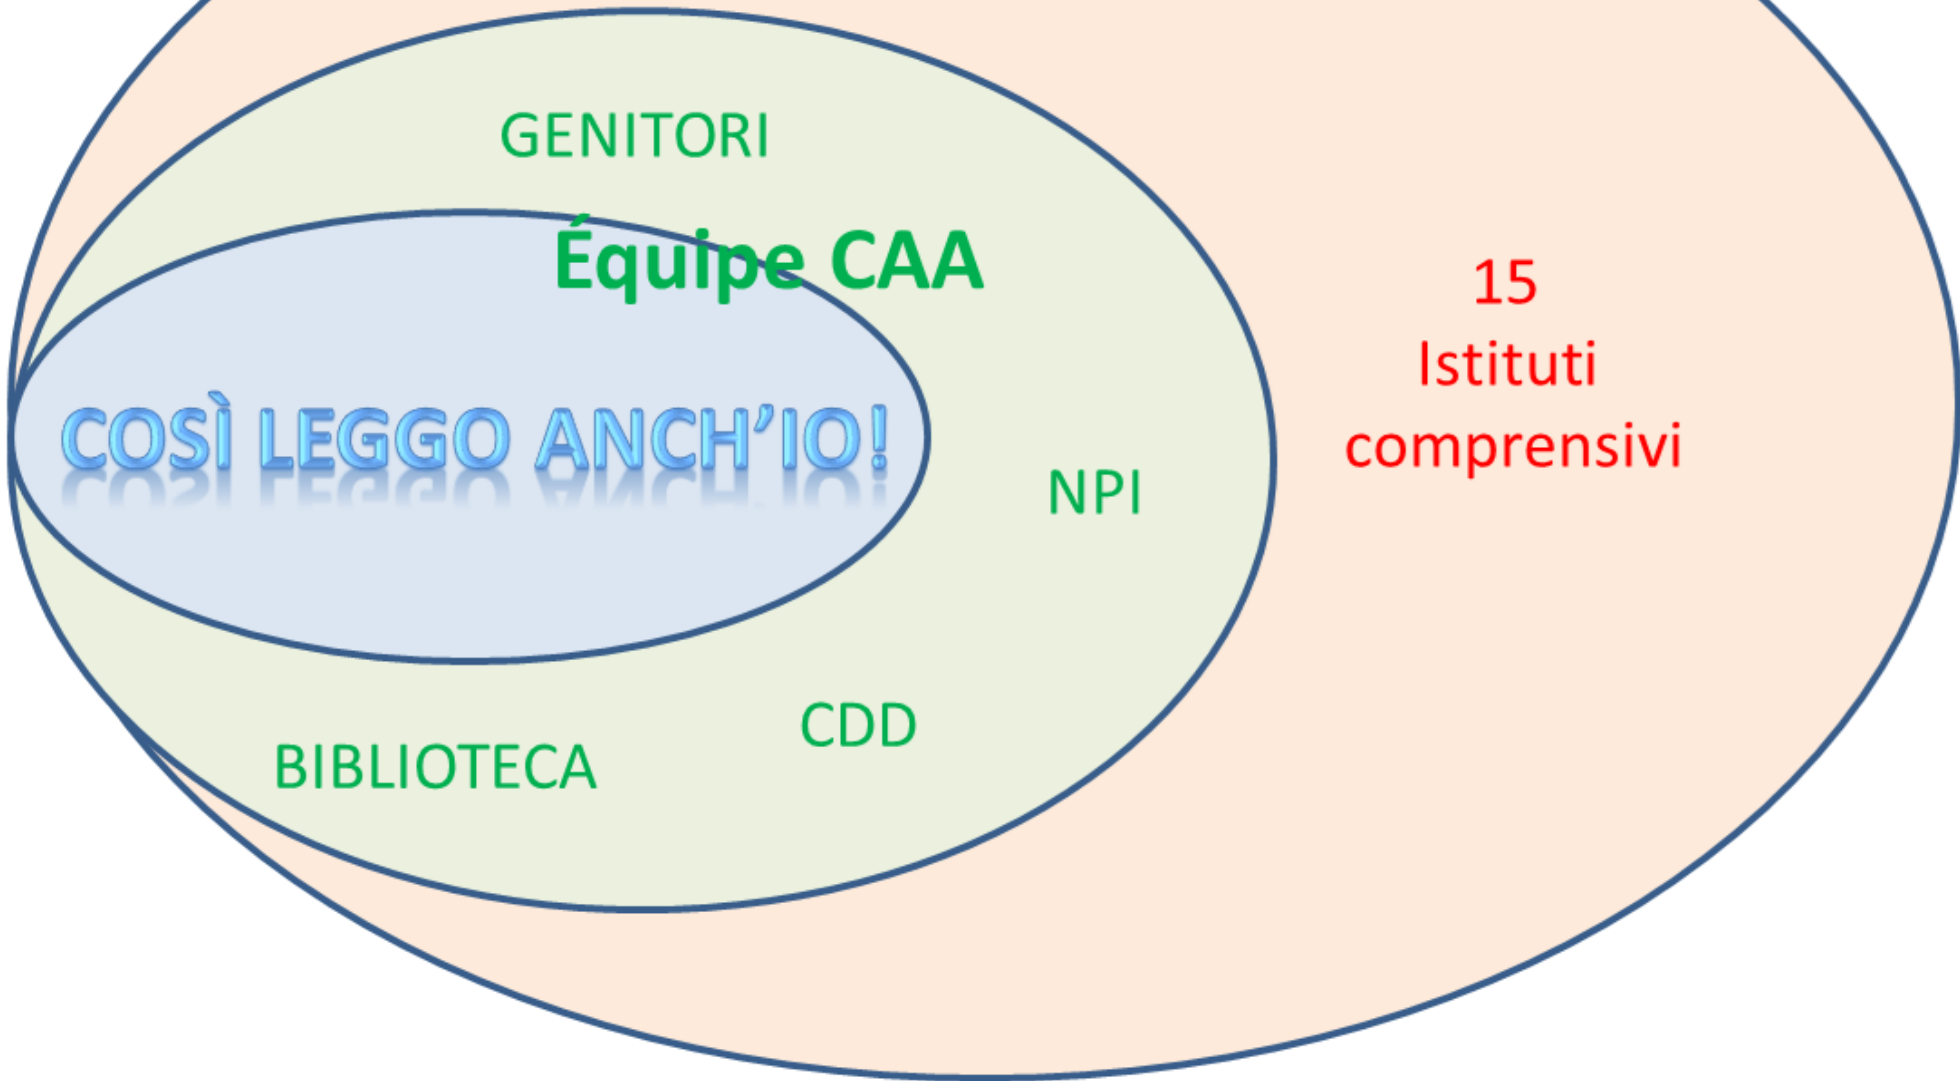 GENITORI
Équipe CAA
15
Istituti
comprensivi
COSÌ LEGGO ANCH’IO!
NPI
CDD
BIBLIOTECA